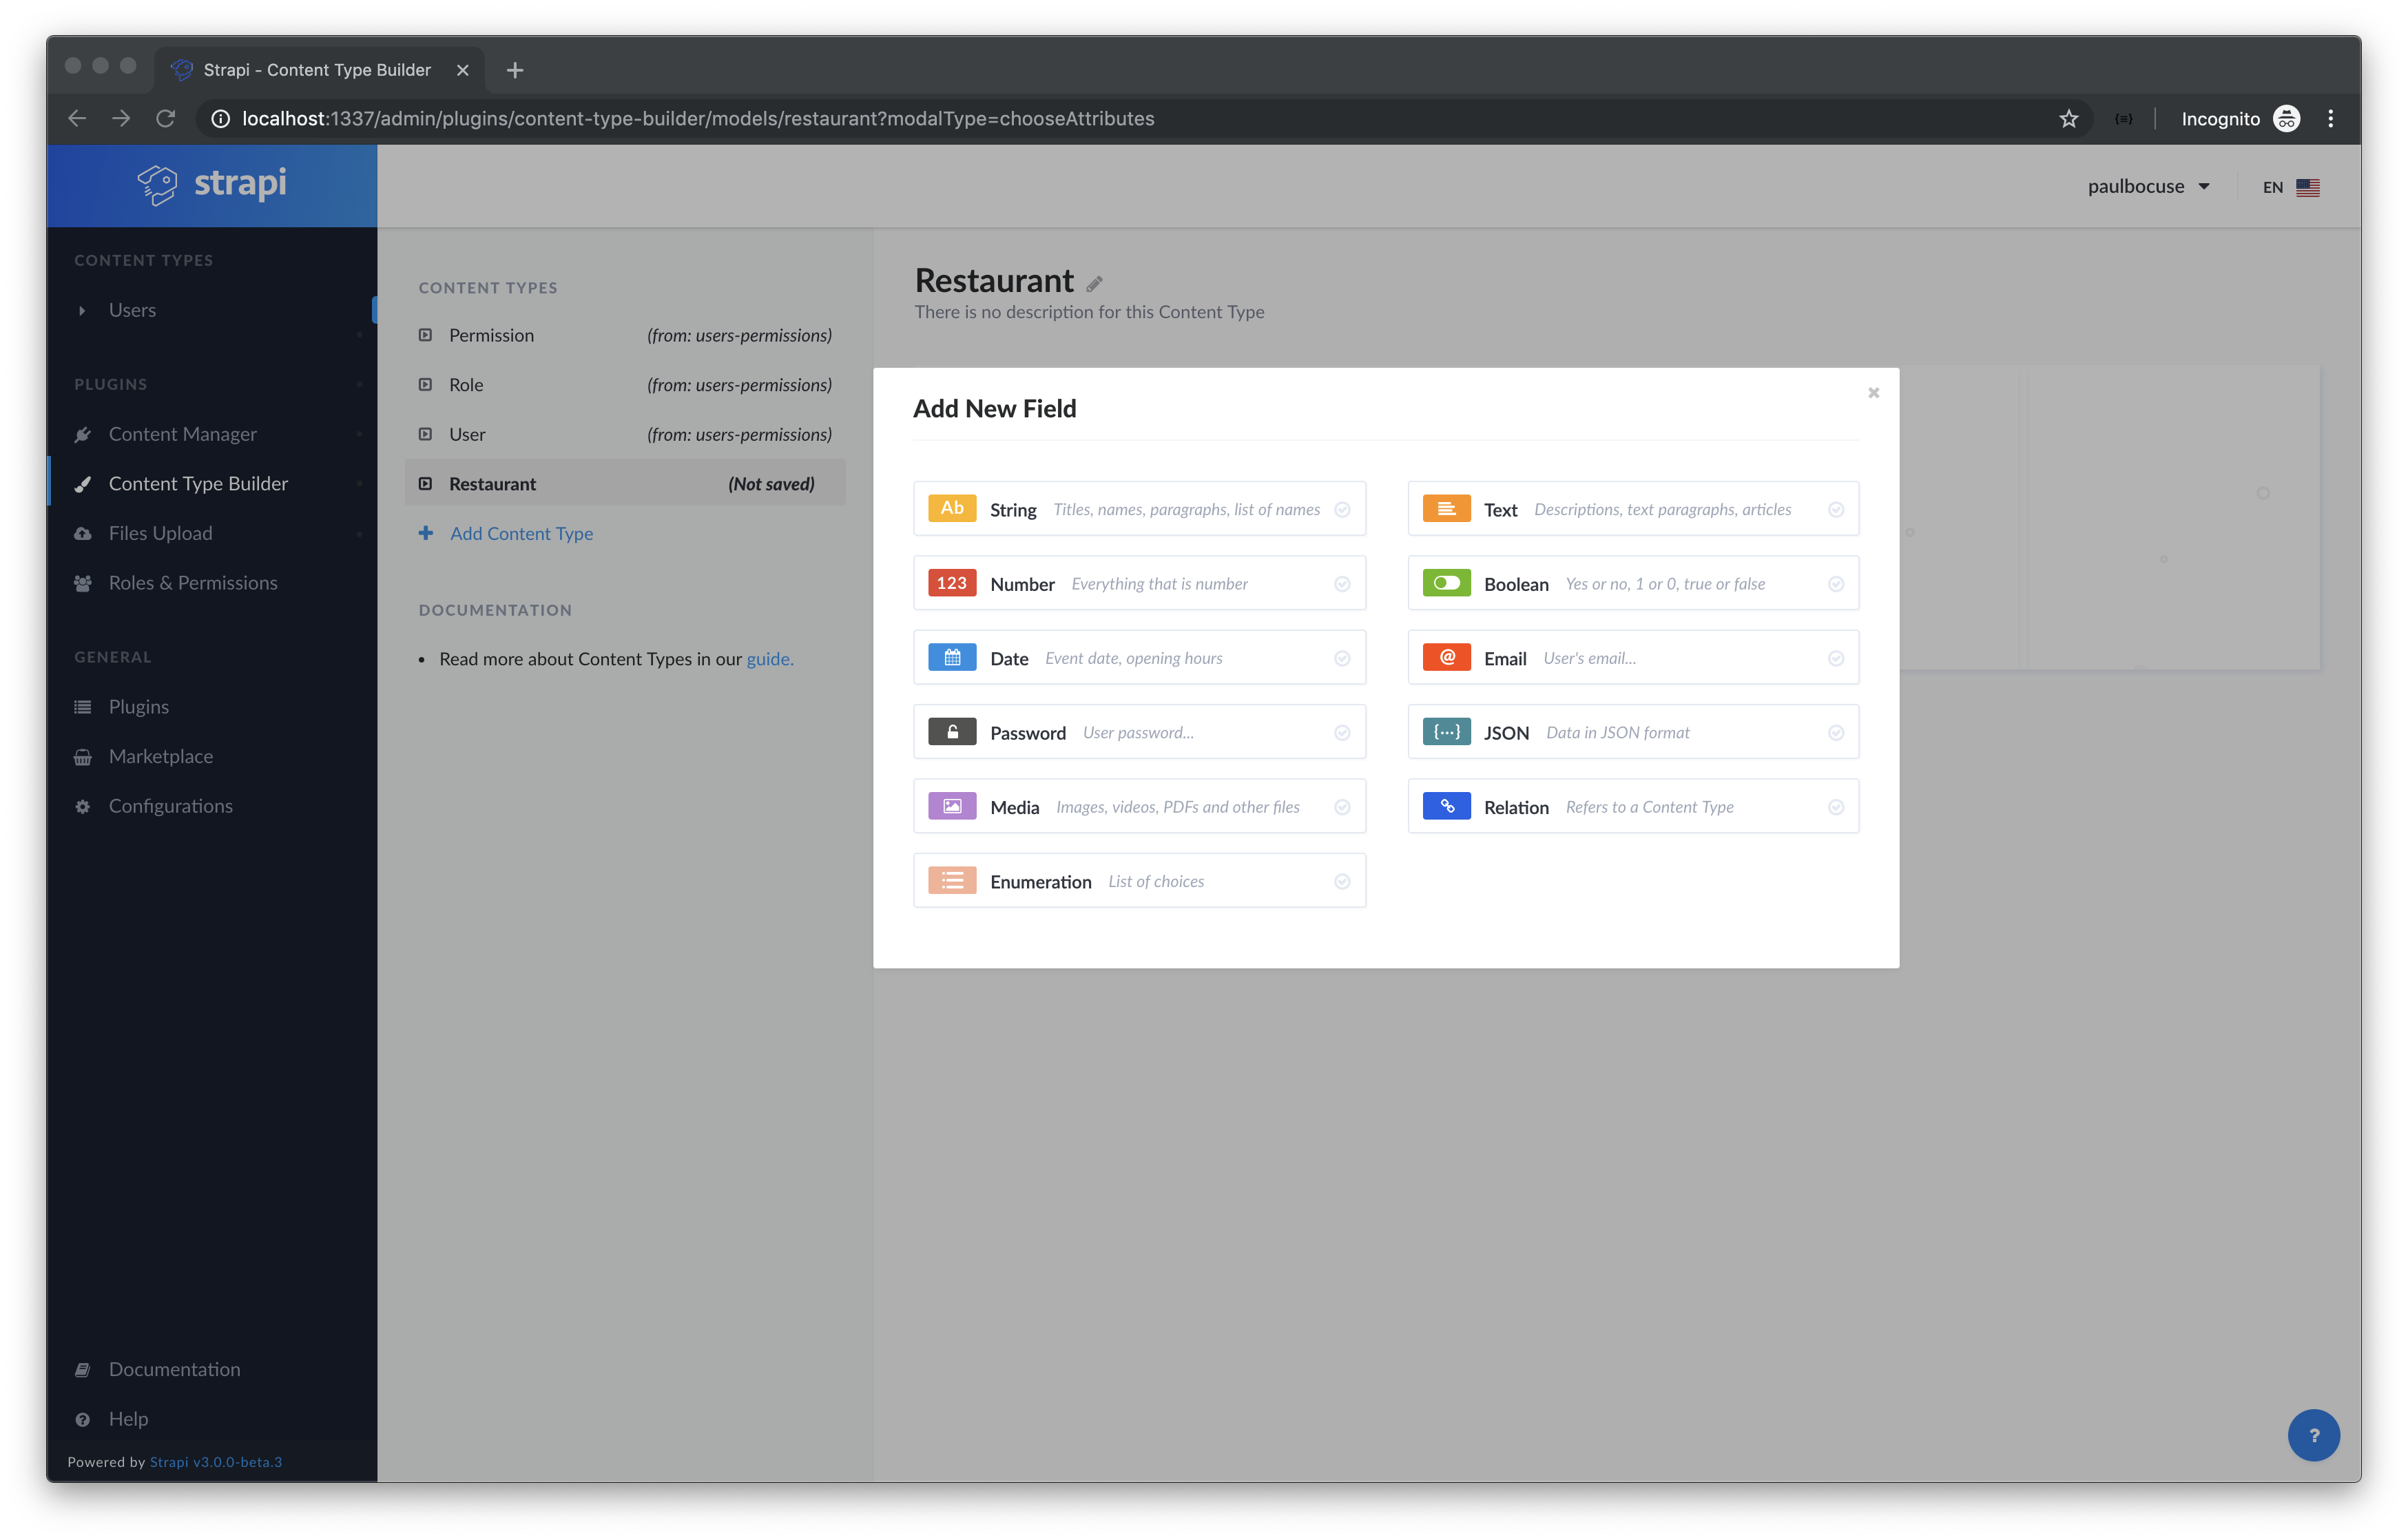 Strapi - Content Type Builder
localhost:1337/admin/plugins/content-type-builder/models/restaurant?modalType=chooseAttributes
Incognito
strapi
paulbocuse
EN
CONTENT TYPES
Users
PLUGINS
Content Manager
Content Type Builder
Files Upload
Roles & Permissions
GENERAL
Plugins
Marketplace
Configurations
Documentation
Help
Powered by Strapi v3.0.0-beta.3
CONTENT TYPES
Permission (from: users-permissions)
Role (from: users-permissions)
User (from: users-permissions)
Restaurant (Not saved)
+ Add Content Type
DOCUMENTATION
• Read more about Content Types in our guide.
Restaurant
There is no description for this Content Type
Add New Field
Ab String Titles, names, paragraphs, list of names
Text Descriptions, text paragraphs, articles
123 Number Everything that is number
Boolean Yes or no, 1 or 0, true or false
Date Event date, opening hours
@ Email User's email...
Password User password...
{...} JSON Data in JSON format
Media Images, videos, PDFs and other files
Relation Refers to a Content Type
Enumeration List of choices
?